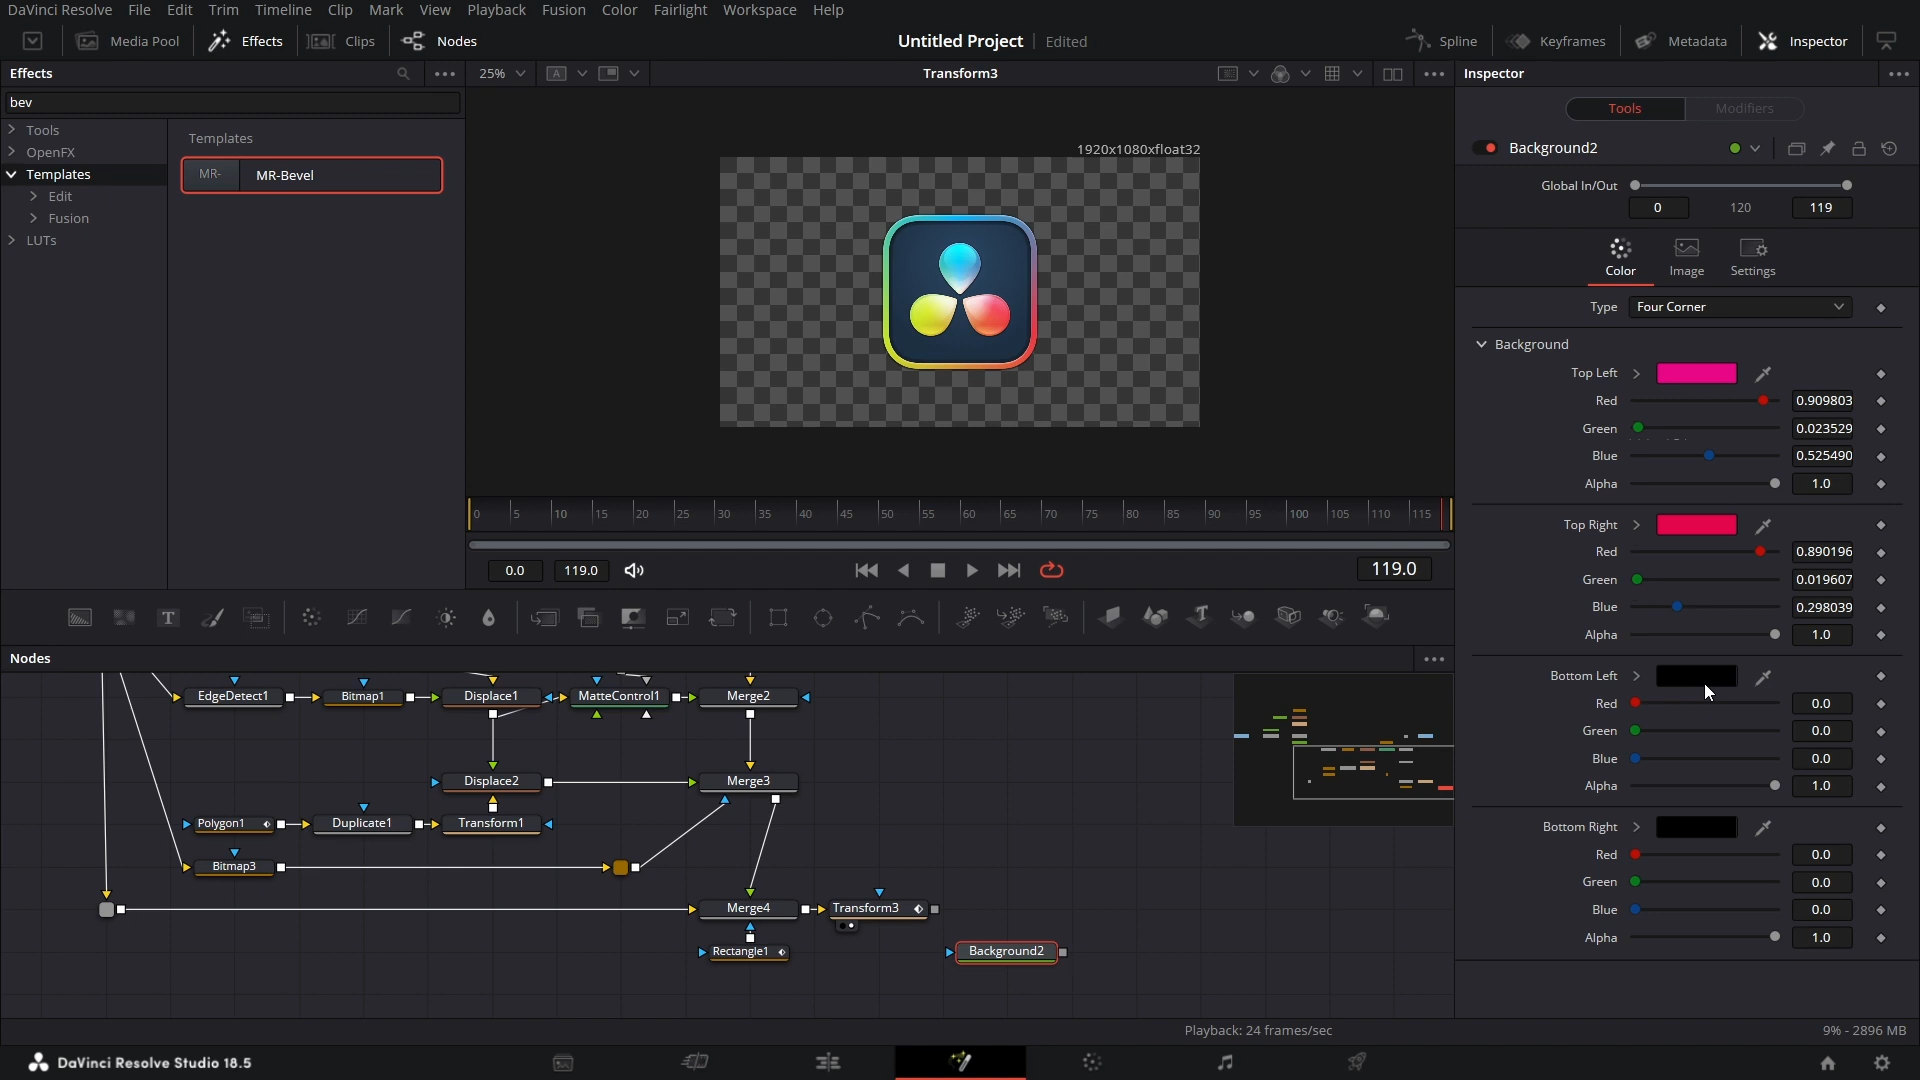 DaVinci Resolve File Edit Trim Timeline Clip Mark View Playback Fusion Color Fairlight Workspace Help
Media Pool Effects Clips Nodes Untitled Project Edited Spline Keyframes Metadata Inspector
Effects 25% A Transform3 Inspector
bev
Tools Modifiers
Tools
OpenFX
Templates
Edit
Fusion
LUTs
Templates
MR- MR-Bevel
1920x1080xfloat32
Background2
Global In/Out
0 120 119
Color Image Settings
Type Four Corner
Background
Top Left
Red 0.909803
Green 0.023529
Blue 0.525490
Alpha 1.0
Top Right
Red 0.890196
Green 0.019607
Blue 0.298039
Alpha 1.0
Bottom Left
Red 0.0
Green 0.0
Blue 0.0
Alpha 1.0
Bottom Right
Red 0.0
Green 0.0
Blue 0.0
Alpha 1.0
0 5 10 15 20 25 30 35 40 45 50 55 60 65 70 75 80 85 90 95 100 105 110 115
0.0 119.0 119.0
T T
Nodes
EdgeDetect1 Bitmap1 Displace1 MatteControl1 Merge2
Displace2 Merge3
Polygon1 Duplicate1 Transform1
Bitmap3
Merge4 Transform3
Rectangle1 Background2
Playback: 24 frames/sec 9% - 2896 MB
DaVinci Resolve Studio 18.5